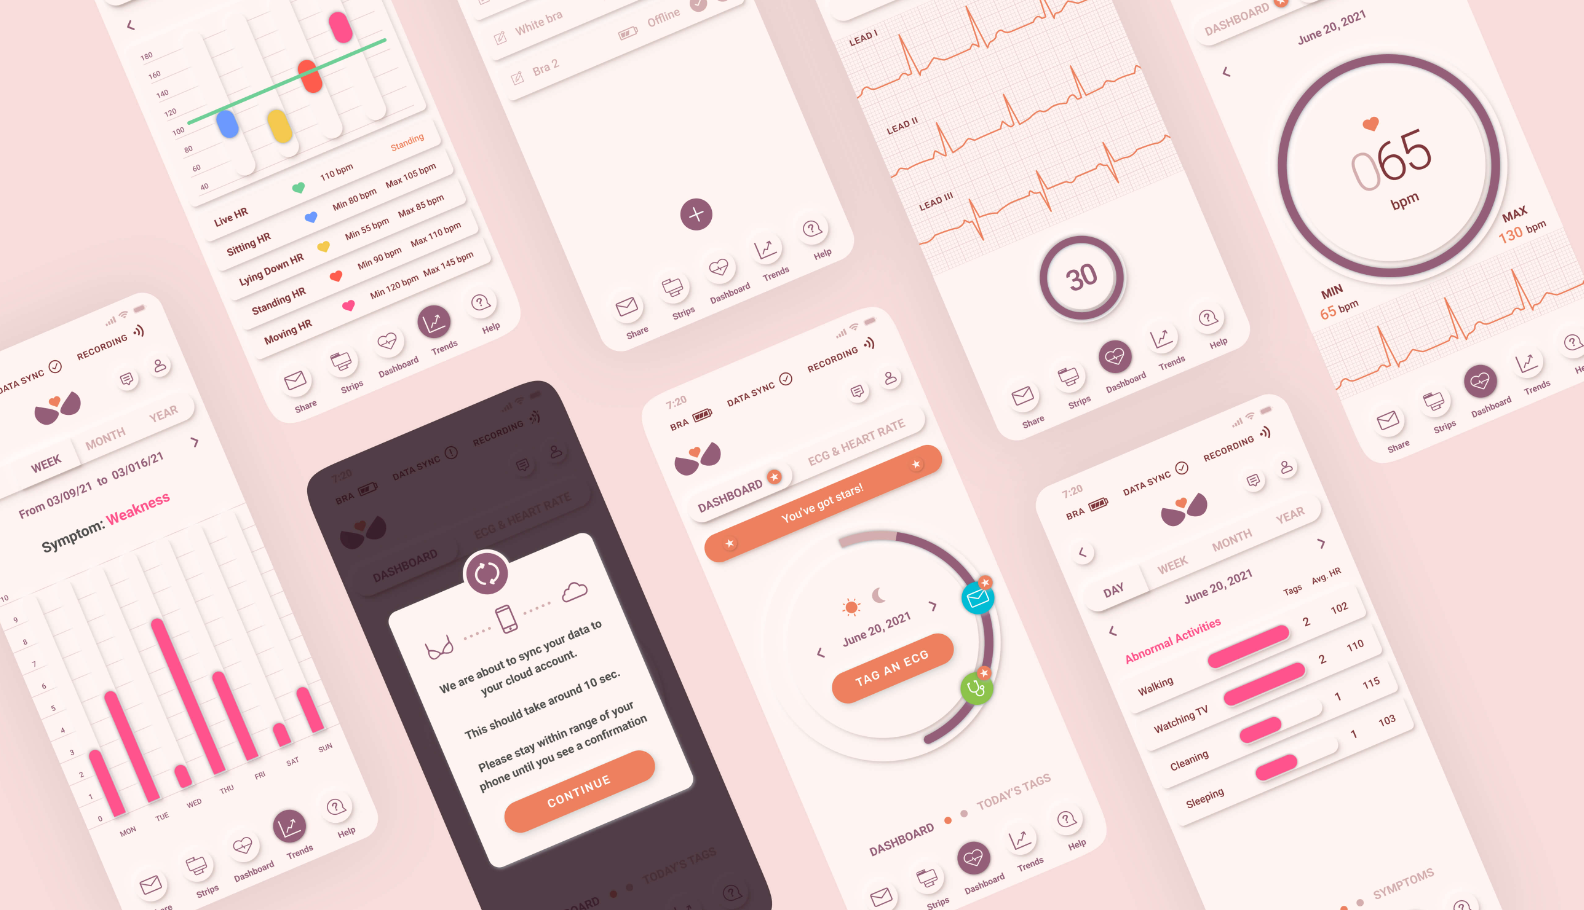 180
160
140
120
100
80
60
40
Standing
Live HR 110 bpm
Sitting HR Min 80 bpm Max 105 bpm
Lying Down HR Min 55 bpm Max 85 bpm
Standing HR Min 90 bpm Max 110 bpm
Moving HR Min 120 bpm Max 145 bpm
Share Strips Dashboard Trends Help
White bra Offline
Bra 2
Share Strips Dashboard Trends Help
LEAD I
LEAD II
LEAD III
30
Share Strips Dashboard Trends Help
DASHBOARD
June 20, 2021
065
bpm
MAX
130 bpm
MIN
65 bpm
Share Strips Dashboard Trends
DATA SYNC RECORDING
WEEK MONTH YEAR
From 03/09/21 to 03/016/21
Symptom: Weakness
10
9
8
7
6
5
4
3
2
1
0
MON TUE WED THU FRI SAT SUN
Strips Dashboard Trends Help
7:20
BRA DATA SYNC RECORDING
DASHBOARD ECG & HEART RATE
We are about to sync your data to
your cloud account.
This should take around 10 sec.
Please stay within range of your
phone until you see a confirmation
CONTINUE
TODAY'S TAGS
7:20
BRA DATA SYNC RECORDING
DASHBOARD ECG & HEART RATE
You've got stars!
June 20, 2021
TAG AN ECG
DASHBOARD TODAY'S TAGS
Strips Dashboard Trends Help
7:20
BRA DATA SYNC RECORDING
DAY WEEK MONTH YEAR
June 20, 2021
Abnormal Activities Tags Avg. HR
Walking 2 102
Watching TV 2 110
Cleaning 1 115
Sleeping 1 103
SYMPTOMS